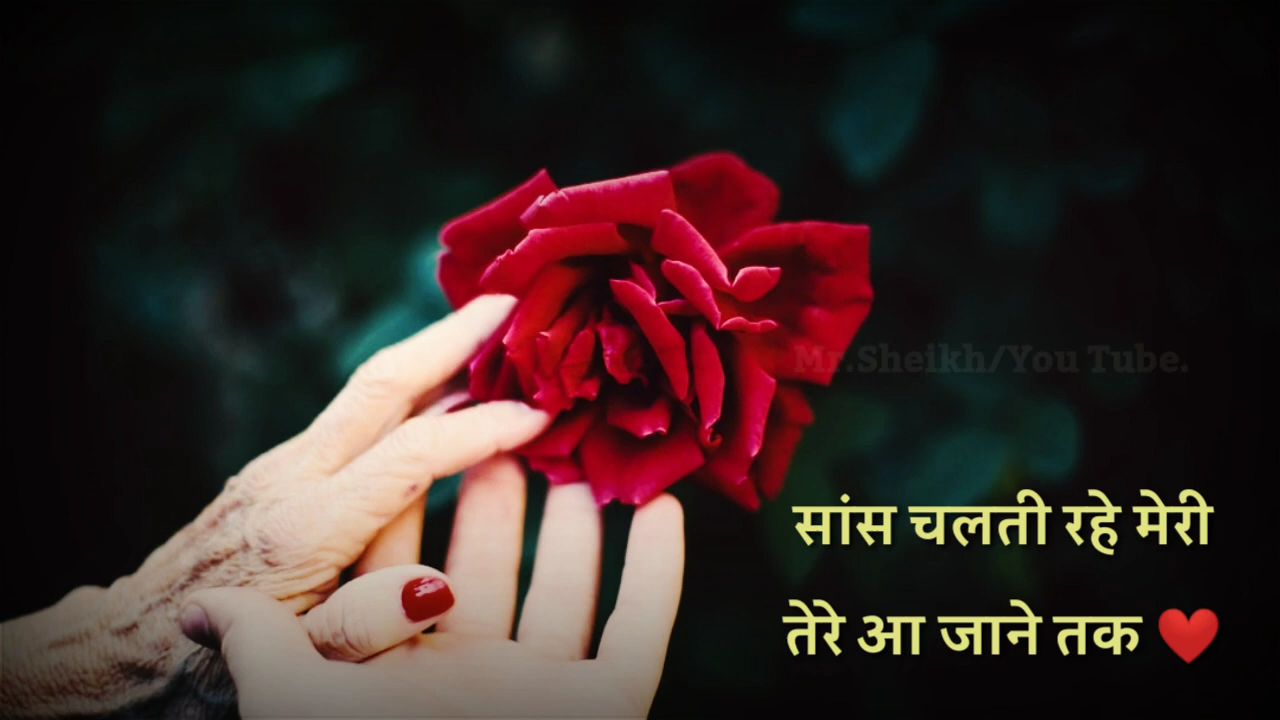 Mr.Sheikh/You Tube.
सांस चलती रहे मेरी
तेरे आ जाने तक ❤️